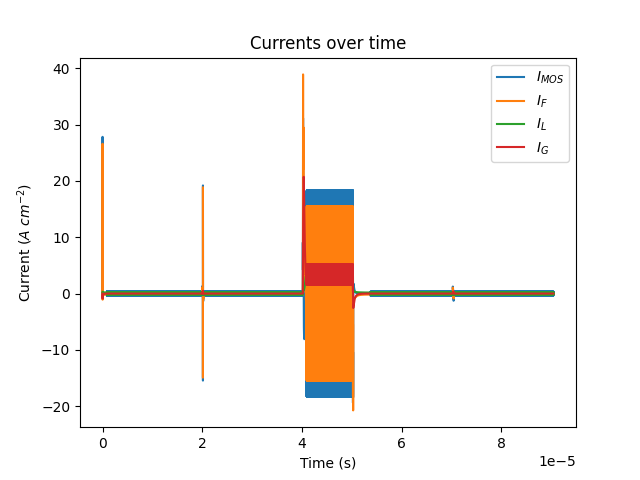 Currents over time
40
30
20
10
0
−10
−20
Current (A cm⁻²)
0 2 4 6 8
1e−5
Time (s)
I_MOS
I_F
I_L
I_G